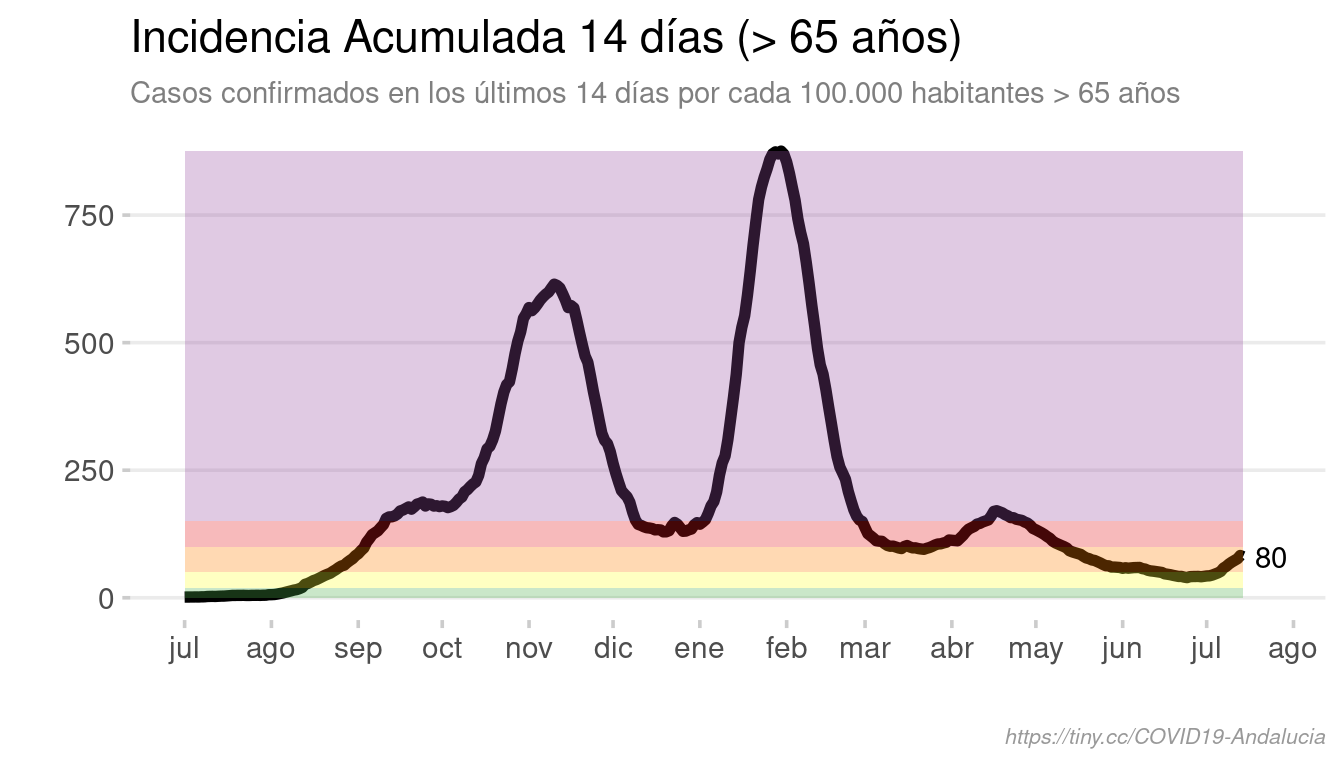 Incidencia Acumulada 14 días (> 65 años)
Casos confirmados en los últimos 14 días por cada 100.000 habitantes > 65 años
750
500
250
0
80
jul ago sep oct nov dic ene feb mar abr may jun jul ago
https://tiny.cc/COVID19-Andalucia